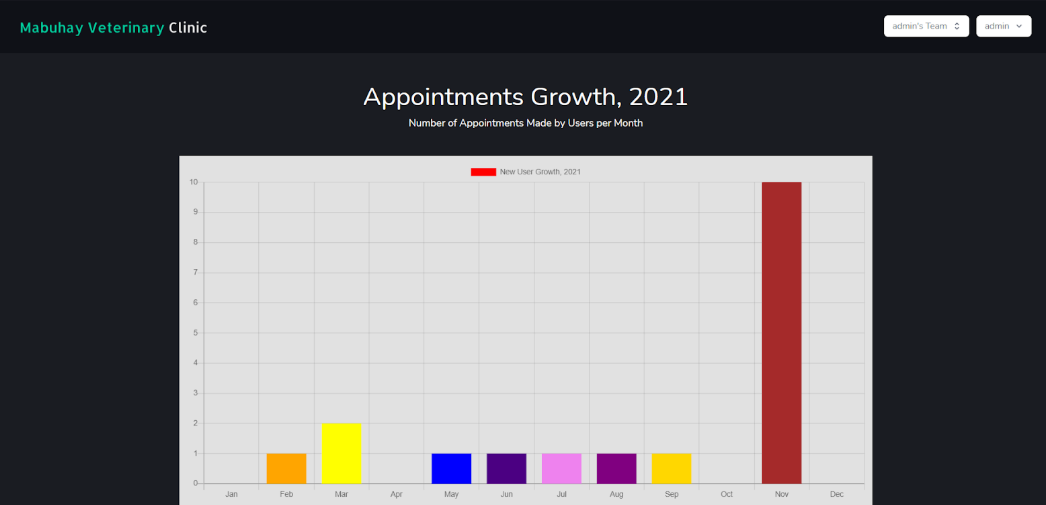 Mabuhay Veterinary Clinic
admin's Team
admin
Appointments Growth, 2021
Number of Appointments Made by Users per Month
New User Growth, 2021
10
9
8
7
6
5
4
3
2
1
0
Jan Feb Mar Apr May Jun Jul Aug Sep Oct Nov Dec